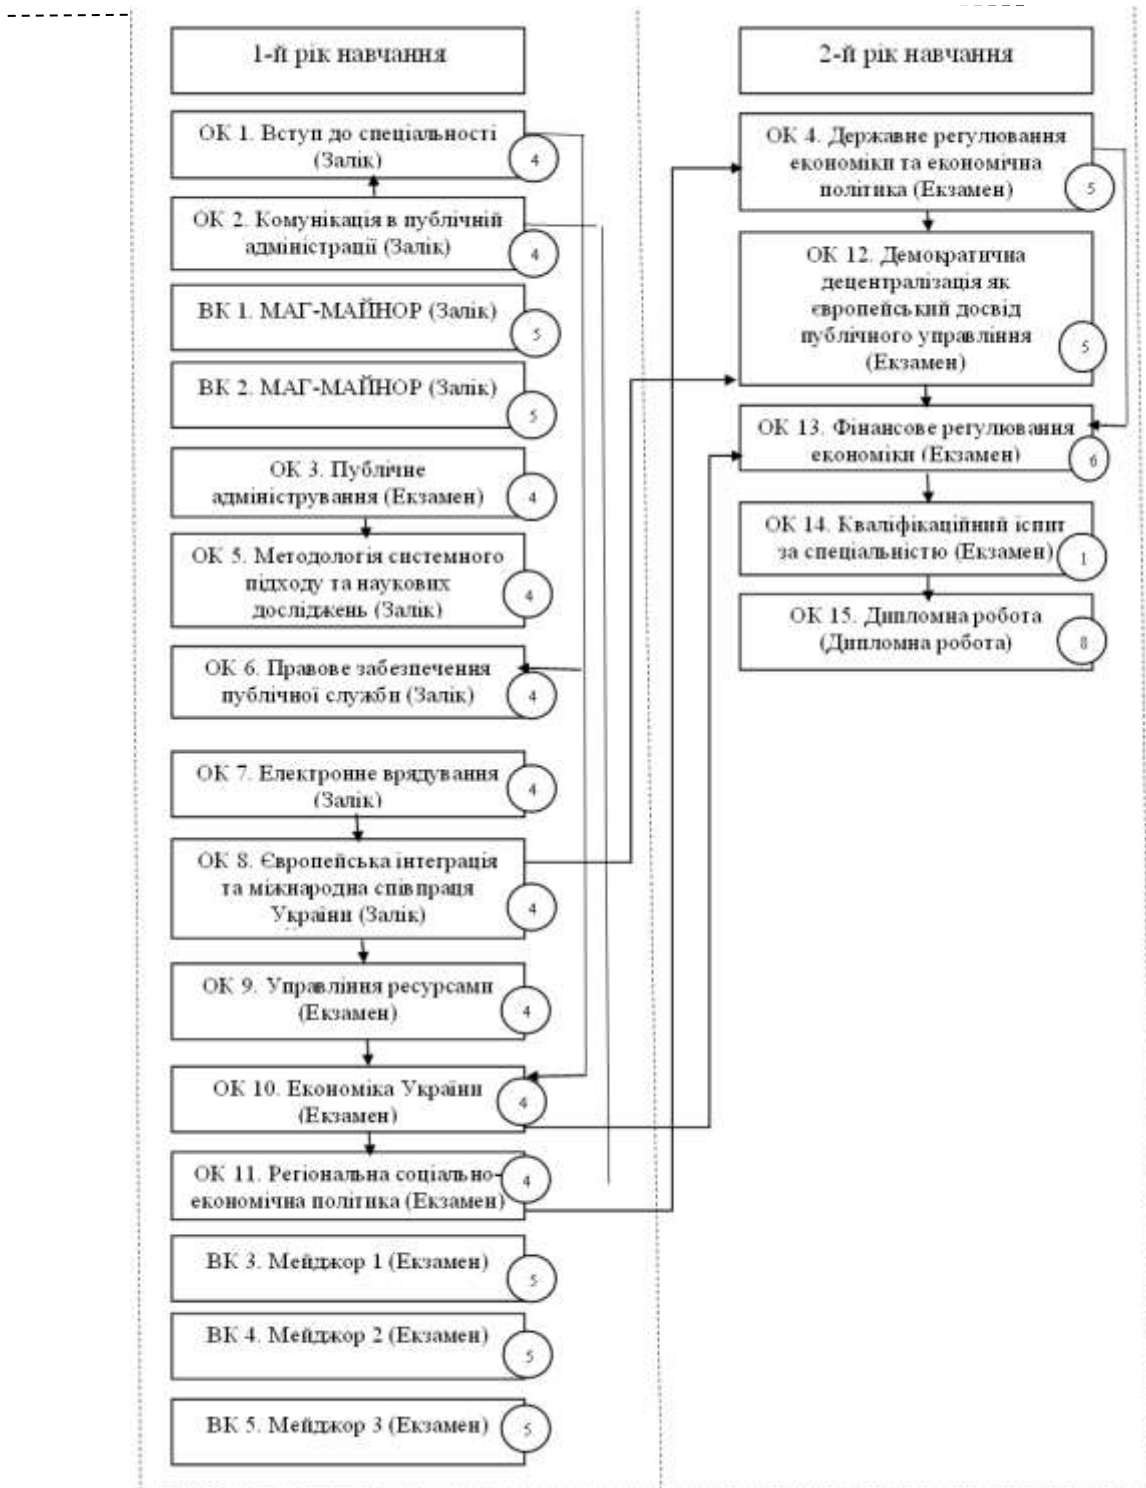 1-й рік навчання
ОК 1. Вступ до спеціальності
(Залік)
4
ОК 2. Комунікація в публічній
адміністрації (Залік)
4
ВК 1. МАГ-МАЙНОР (Залік)
5
ВК 2. МАГ-МАЙНОР (Залік)
5
ОК 3. Публічне
адміністрування (Екзамен)
4
ОК 5. Методологія системного
підходу та наукових
досліджень (Залік)
4
ОК 6. Правове забезпечення
публічної служби (Залік)
4
ОК 7. Електронне врядування
(Залік)
4
ОК 8. Європейська інтеграція
та міжнародна співпраця
України (Залік)
4
ОК 9. Управління ресурсами
(Екзамен)
4
ОК 10. Економіка України
(Екзамен)
4
ОК 11. Регіональна соціально-
економічна політика (Екзамен)
4
ВК 3. Мейджор 1 (Екзамен)
5
ВК 4. Мейджор 2 (Екзамен)
5
ВК 5. Мейджор 3 (Екзамен)
5
2-й рік навчання
ОК 4. Державне регулювання
економіки та економічна
політика (Екзамен)
5
ОК 12. Демократична
децентралізація як
європейський досвід
публічного управління
(Екзамен)
5
ОК 13. Фінансове регулювання
економіки (Екзамен)
6
ОК 14. Кваліфікаційний іспит
за спеціальністю (Екзамен)
1
ОК 15. Дипломна робота
(Дипломна робота)
8